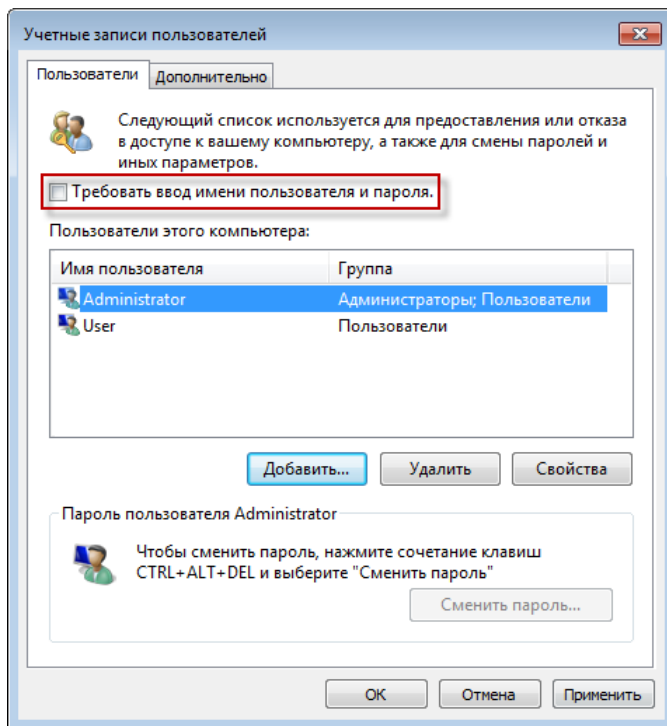 Учетные записи пользователей
Пользователи Дополнительно
Следующий список используется для предоставления или отказа
в доступе к вашему компьютеру, а также для смены паролей и
иных параметров.
Требовать ввод имени пользователя и пароля.
Пользователи этого компьютера:
Имя пользователя Группа
Administrator Администраторы; Пользователи
User Пользователи
Добавить... Удалить Свойства
Пароль пользователя Administrator
Чтобы сменить пароль, нажмите сочетание клавиш
CTRL+ALT+DEL и выберите "Сменить пароль"
Сменить пароль...
ОК Отмена Применить